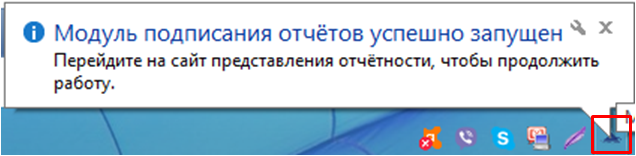 Модуль подписания отчётов успешно запущен
Перейдите на сайт представления отчётности, чтобы продолжить
работу.